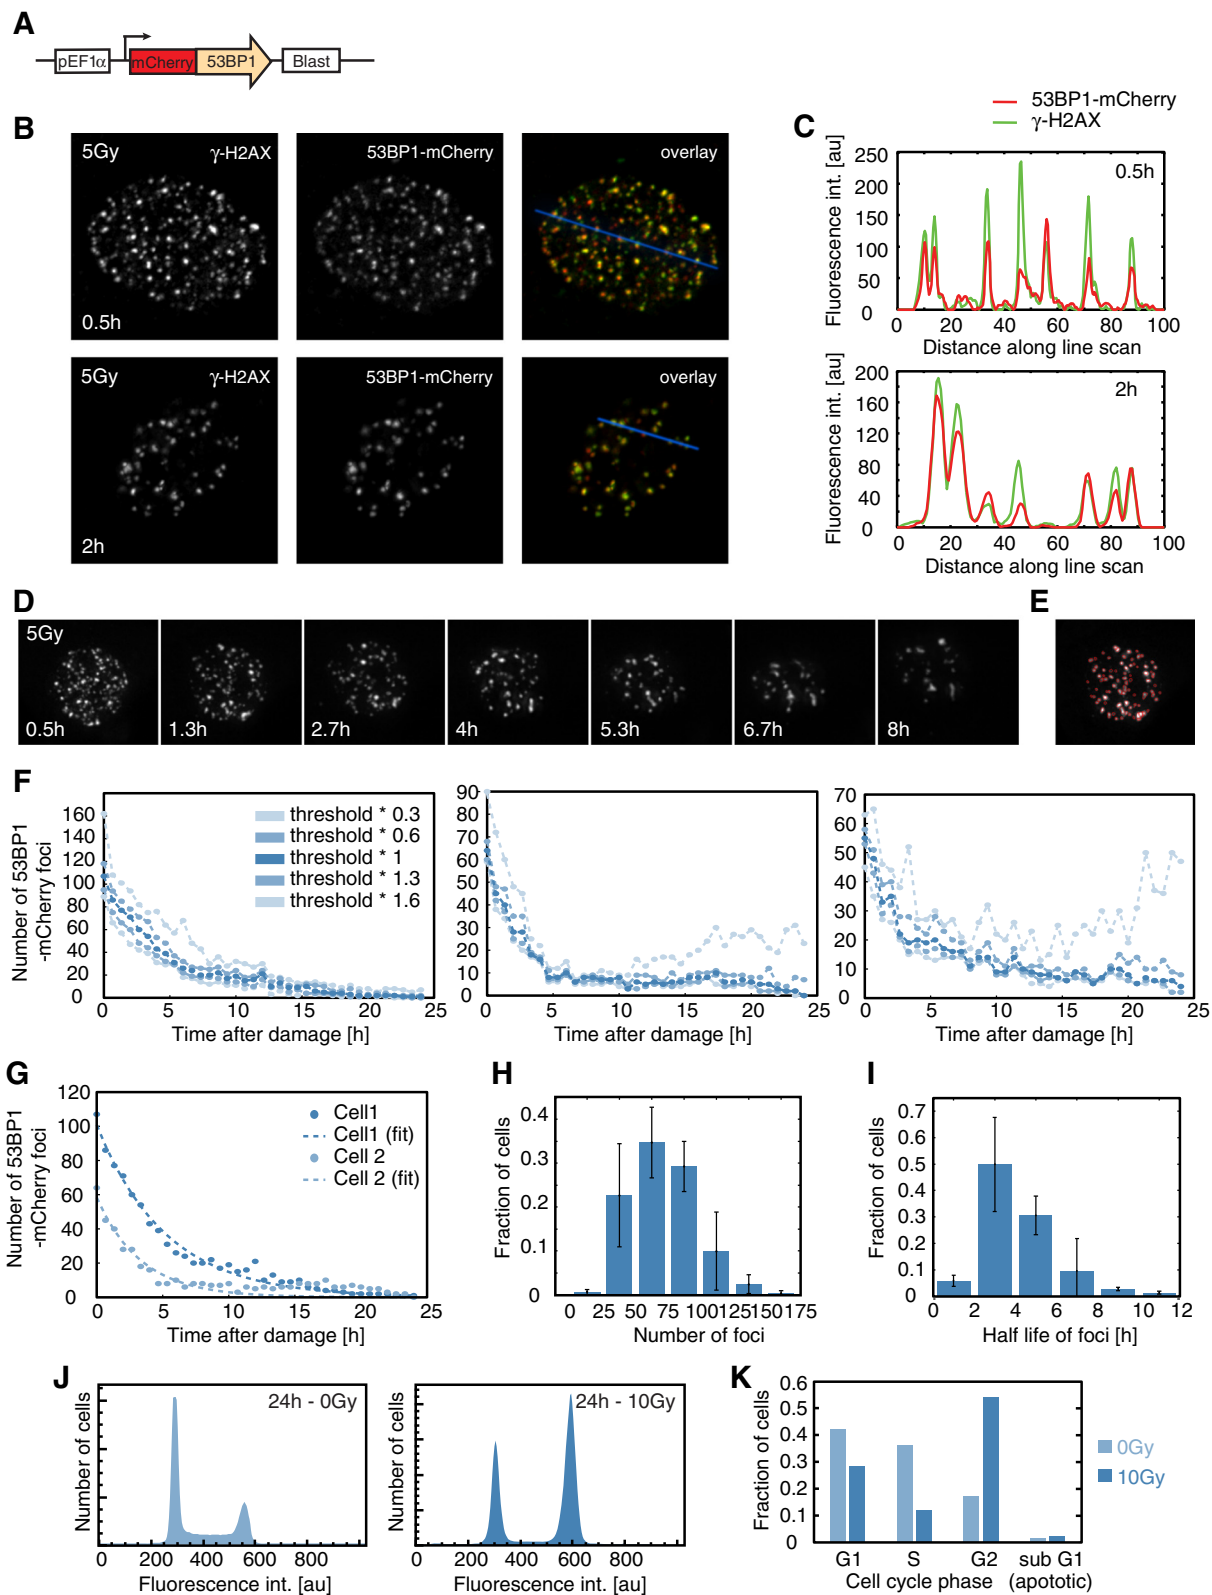 A
pEF1α
mCherry
53BP1
Blast
B
5Gy
γ-H2AX
53BP1-mCherry
overlay
0.5h
5Gy
γ-H2AX
53BP1-mCherry
overlay
2h
53BP1-mCherry
γ-H2AX
C
Fluorescence int. [au]
250
200
150
100
50
0
0.5h
0 20 40 60 80 100
Distance along line scan
Fluorescence int. [au]
200
160
120
80
40
0
2h
0 20 40 60 80 100
Distance along line scan
D
5Gy
0.5h
1.3h
2.7h
4h
5.3h
6.7h
8h
E
F
Number of 53BP1
-mCherry foci
160
140
120
100
80
60
40
20
0
threshold * 0.3
threshold * 0.6
threshold * 1
threshold * 1.3
threshold * 1.6
0 5 10 15 20 25
Time after damage [h]
90
80
70
60
50
40
30
20
10
0
0 5 10 15 20 25
Time after damage [h]
70
60
50
40
30
20
10
0
0 5 10 15 20 25
Time after damage [h]
G
Number of 53BP1
-mCherry foci
120
100
80
60
40
20
0
Cell1
Cell1 (fit)
Cell 2
Cell 2 (fit)
0 5 10 15 20 25
Time after damage [h]
H
Fraction of cells
0.4
0.3
0.2
0.1
0
0 25 50 75 100125150175
Number of foci
I
Fraction of cells
0.7
0.6
0.5
0.4
0.3
0.2
0.1
0
0 2 4 6 8 10 12
Half life of foci [h]
J
Number of cells
24h - 0Gy
0 200 400 600 800
Fluorescence int. [au]
Number of cells
24h - 10Gy
0 200 400 600 800
Fluorescence int. [au]
K
Fraction of cells
0.6
0.5
0.4
0.3
0.2
0.1
0
G1 S G2 sub G1
(apoptotic)
Cell cycle phase
0Gy
10Gy